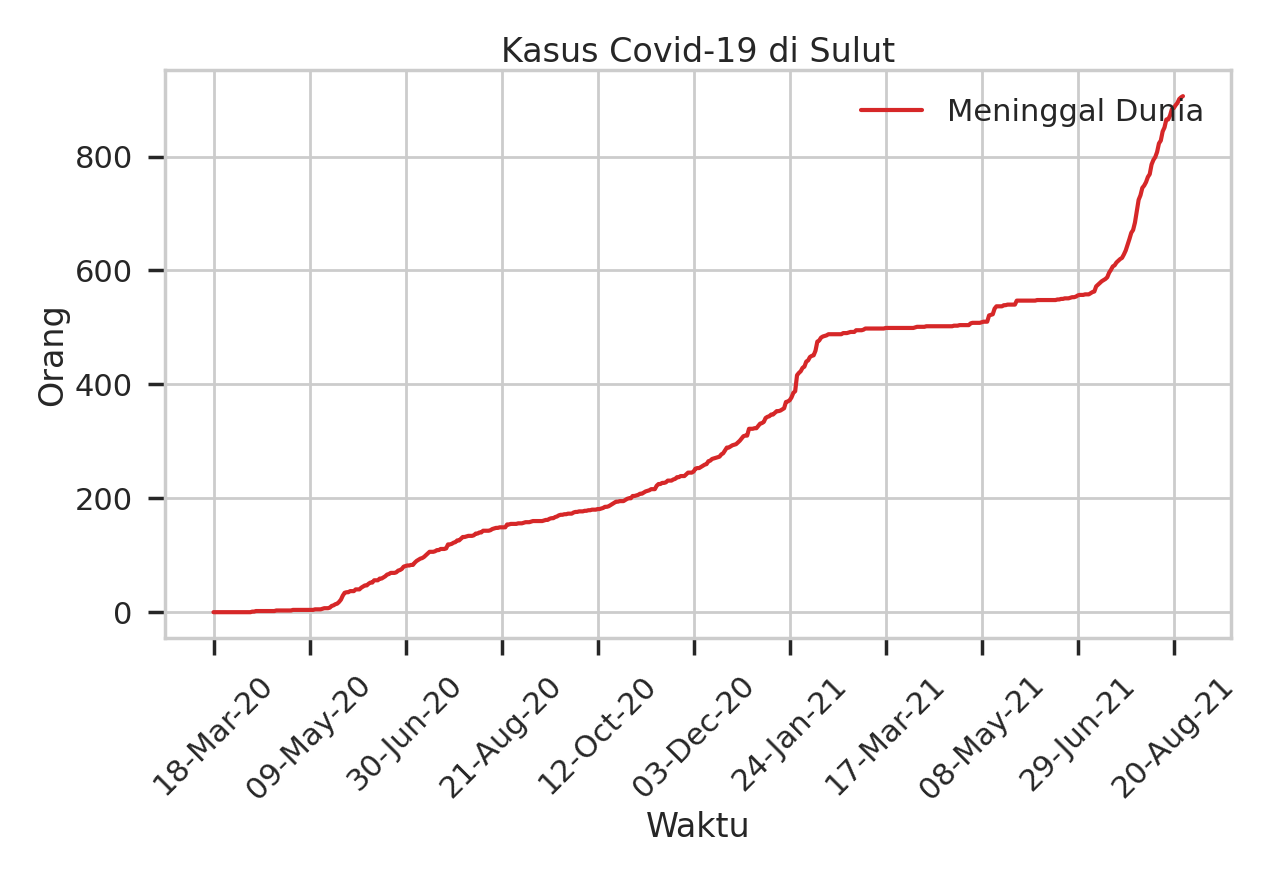 Kasus Covid-19 di Sulut
Meninggal Dunia
Orang
800
600
400
200
0
18-Mar-20
09-May-20
30-Jun-20
21-Aug-20
12-Oct-20
03-Dec-20
24-Jan-21
17-Mar-21
08-May-21
29-Jun-21
20-Aug-21
Waktu